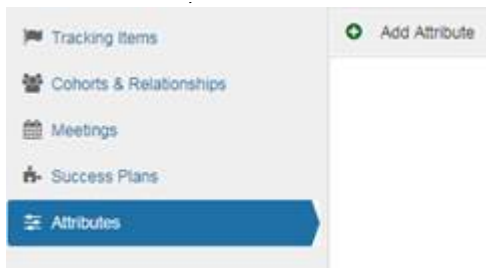 Tracking Items
Add Attribute
Cohorts & Relationships
Meetings
Success Plans
Attributes